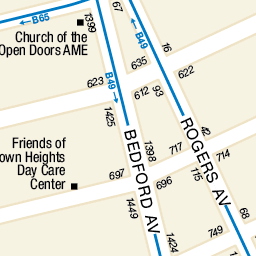 B65
1399
67
B49
16
Church of the
Open Doors AME
635
622
B49
623
612
93
1425
BEDFORD AV
ROGERS AV
42
Friends of
own Heights
Day Care
Center
1398
717
714
115
697
696
1449
68
749
1424